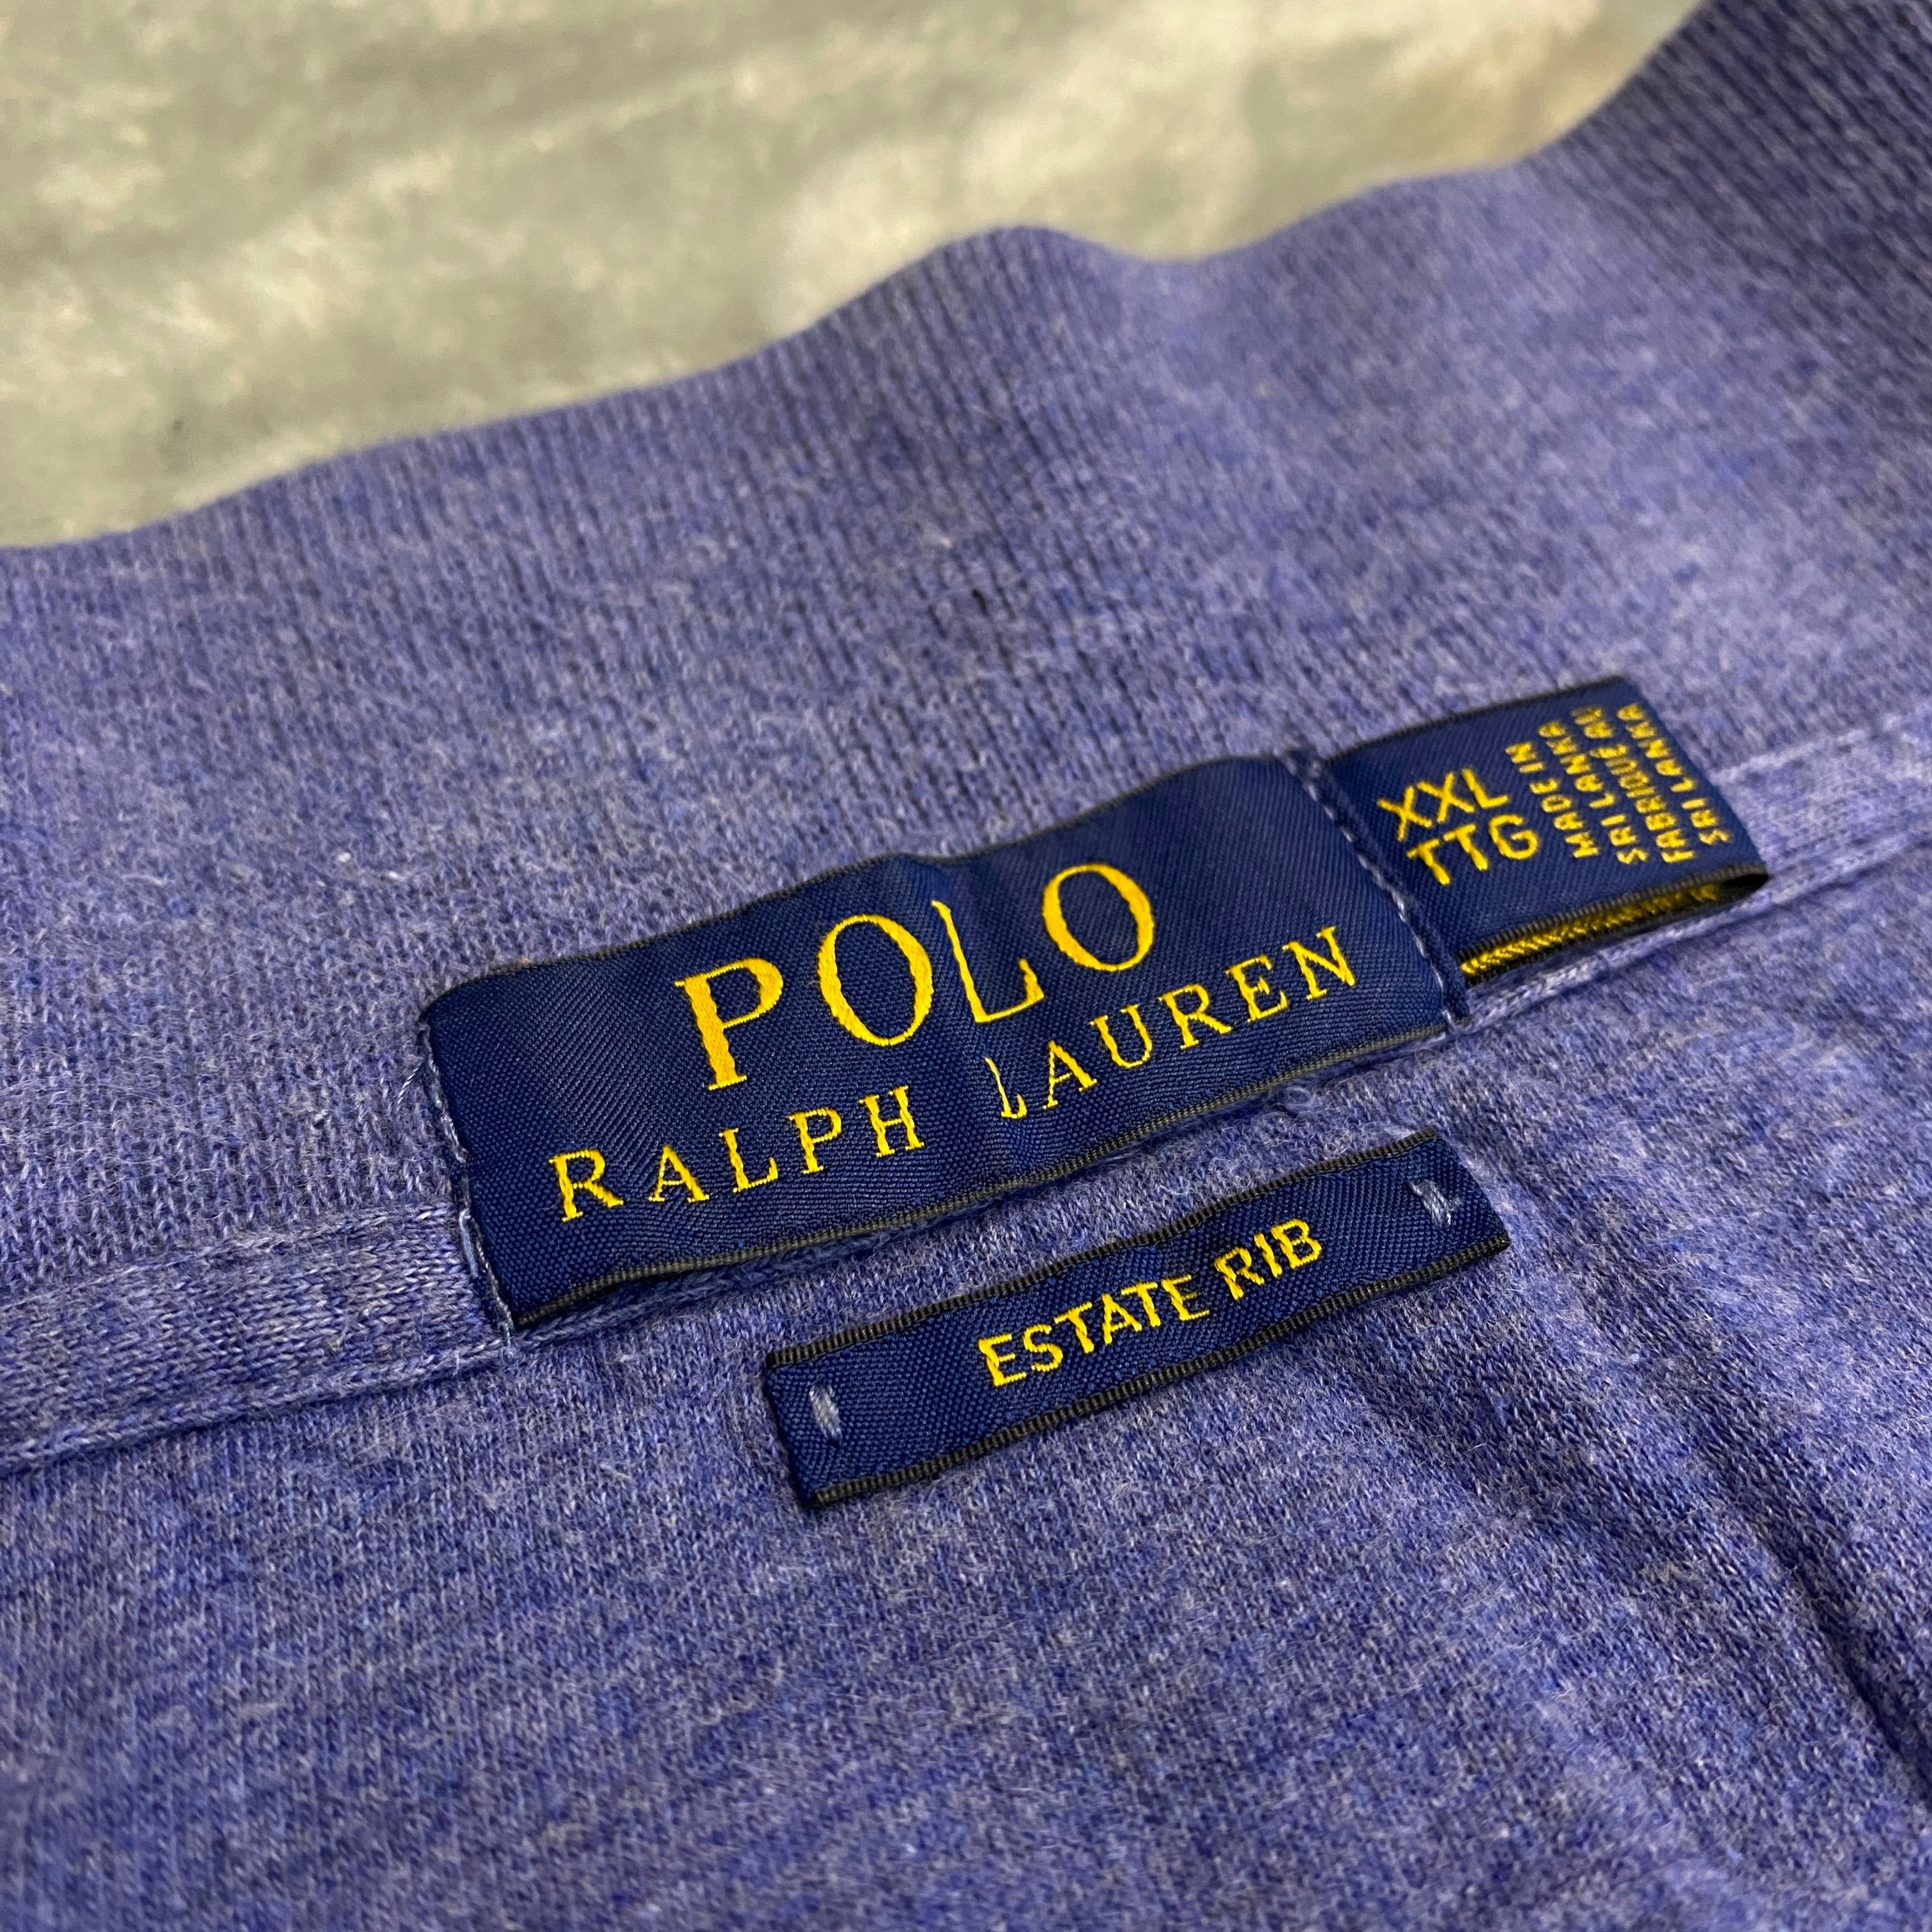 POLO
RALPH LAUREN
XXL
TTG
MADE IN
SRI LANKA
FABRIQUÉ AU
SRI LANKA
ESTATE RIB